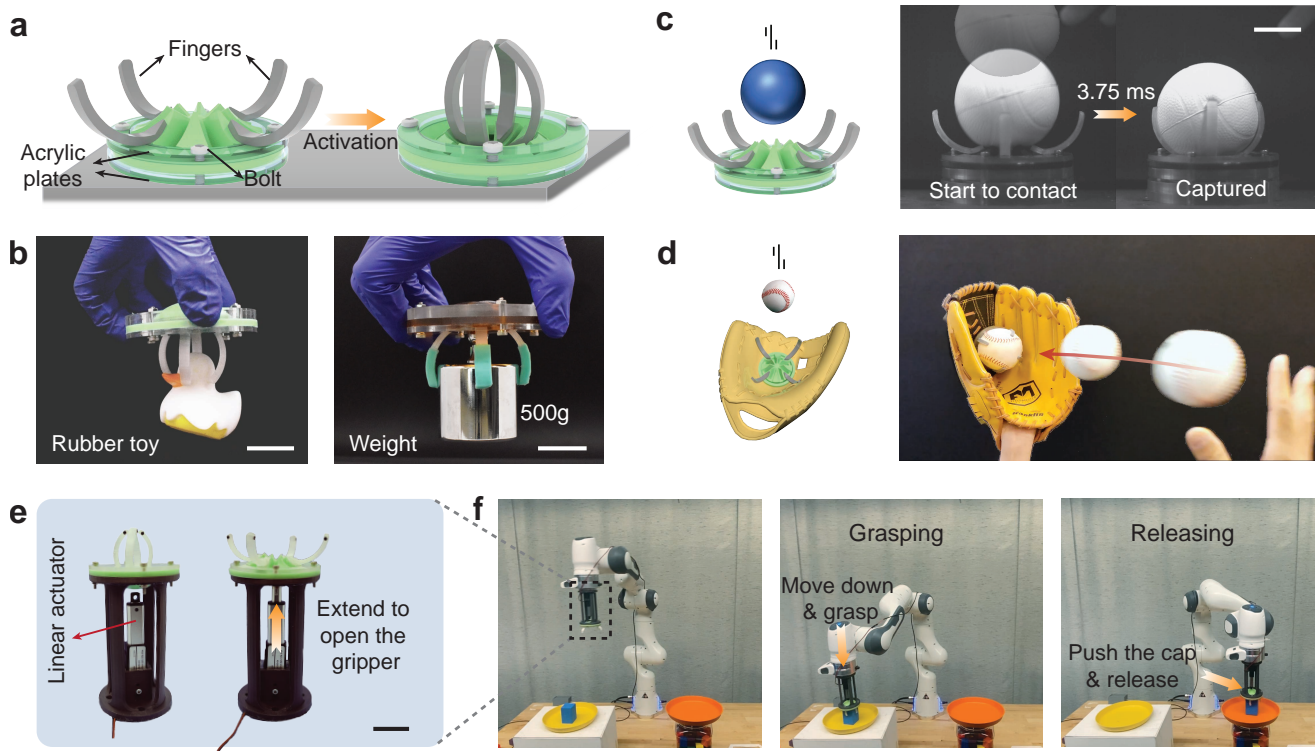 a
Fingers
Activation
Acrylic
plates
Bolt
b
Rubber toy
Weight
500g
c
3.75 ms
Start to contact
Captured
d
e
Linear actuator
Extend to
open the
gripper
f
Grasping
Move down
& grasp
Releasing
Push the cap
& release